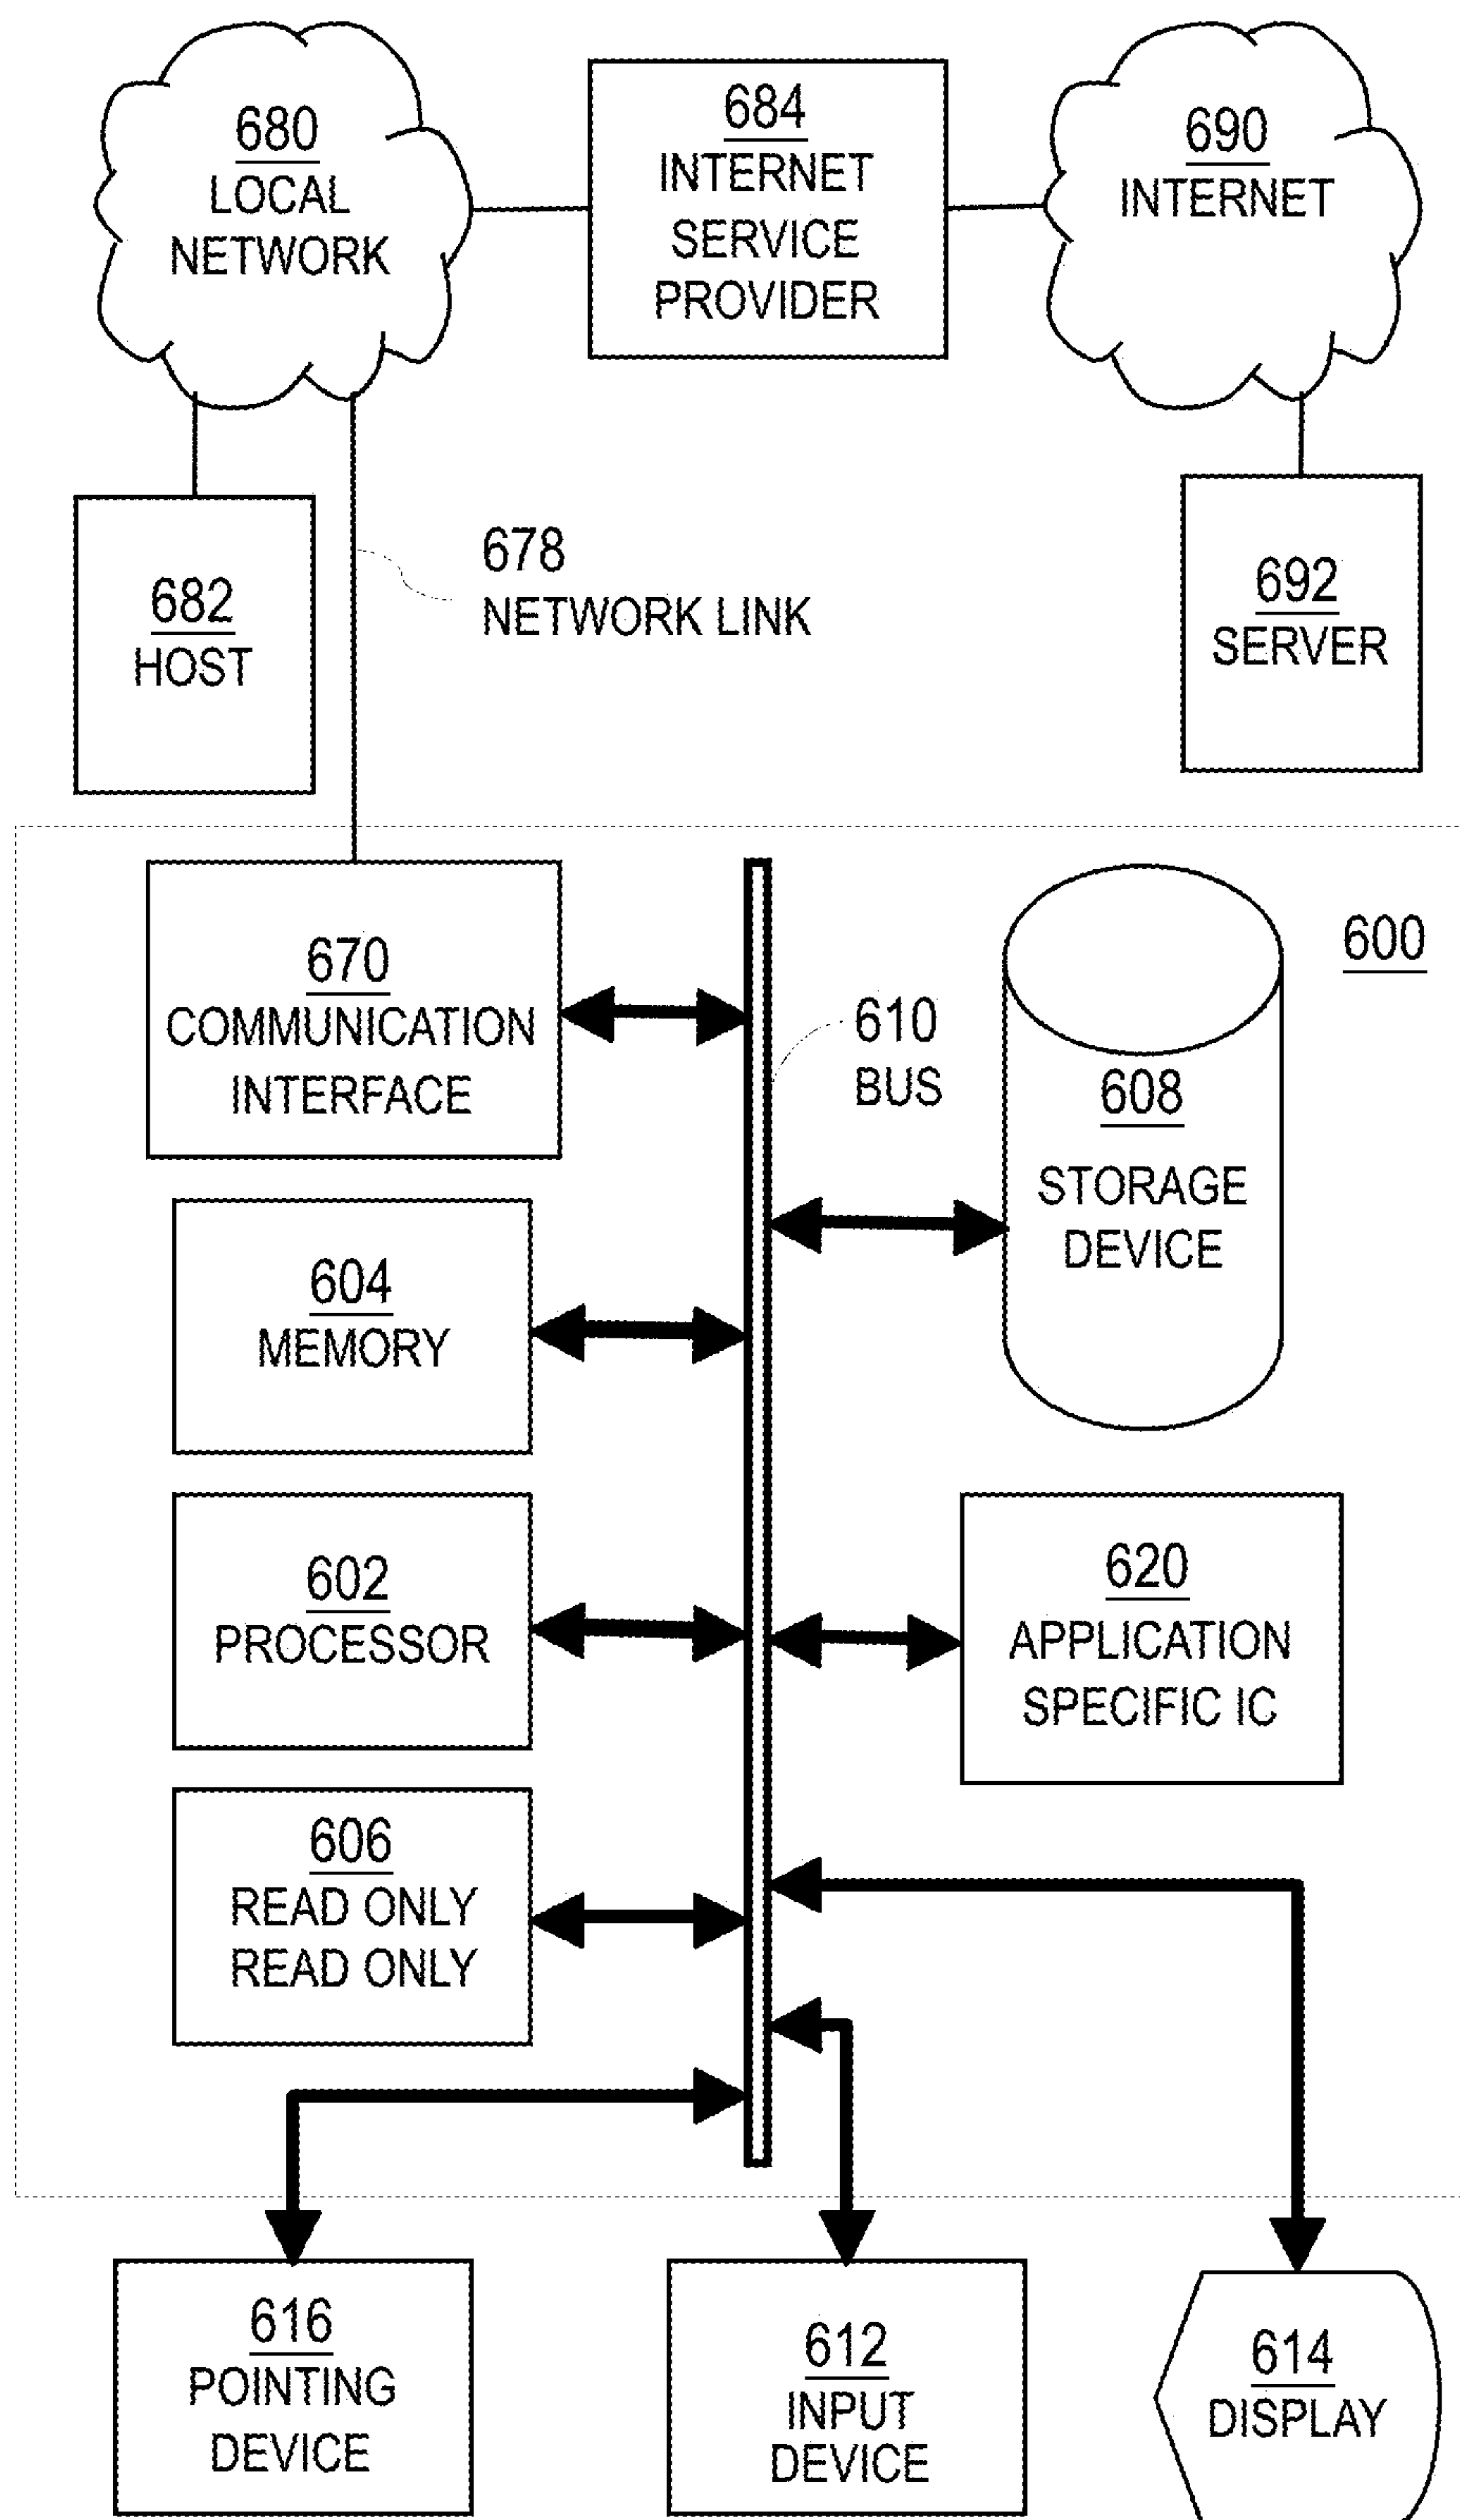 680
LOCAL
NETWORK
684
INTERNET
SERVICE
PROVIDER
690
INTERNET
682
HOST
678
NETWORK LINK
692
SERVER
600
670
COMMUNICATION
INTERFACE
610
BUS
608
STORAGE
DEVICE
604
MEMORY
602
PROCESSOR
620
APPLICATION
SPECIFIC IC
606
READ ONLY
READ ONLY
616
POINTING
DEVICE
612
INPUT
DEVICE
614
DISPLAY